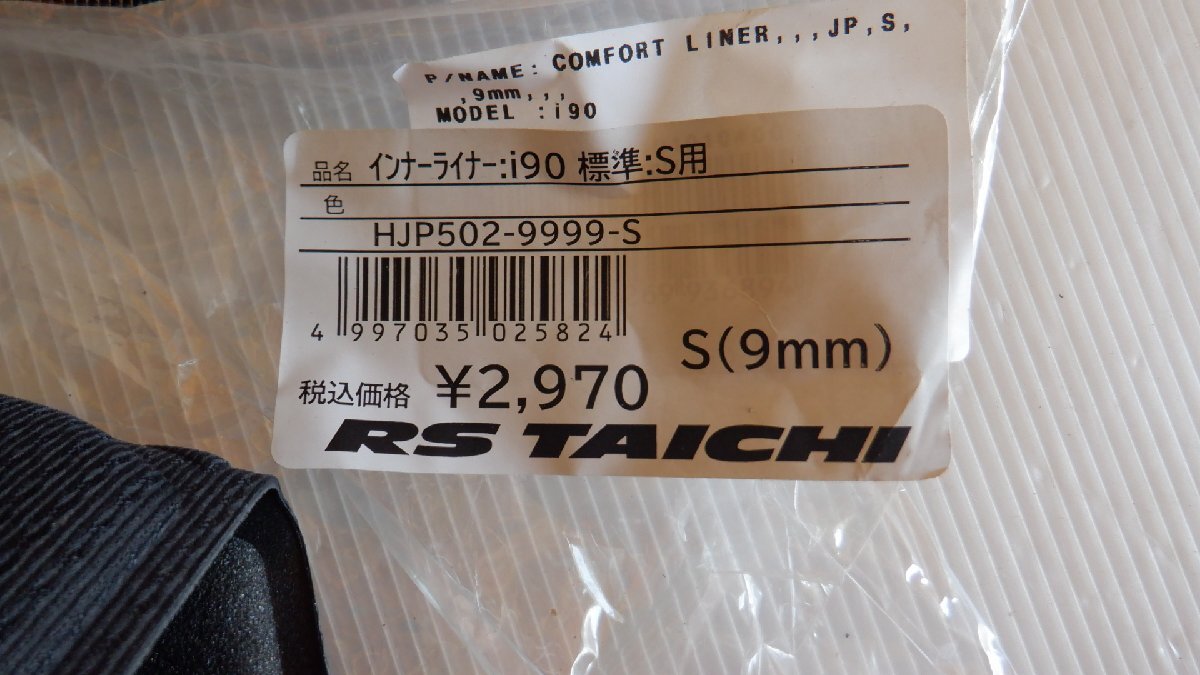 P/NAME: COMFORT LINER,,,JP,S,
,9mm,,,
MODEL :i90
品名 インナーライナー:i90 標準:S用
色
HJP502-9999-S
4 997035 025824
S(9mm)
税込価格 ¥2,970
RS TAICHI